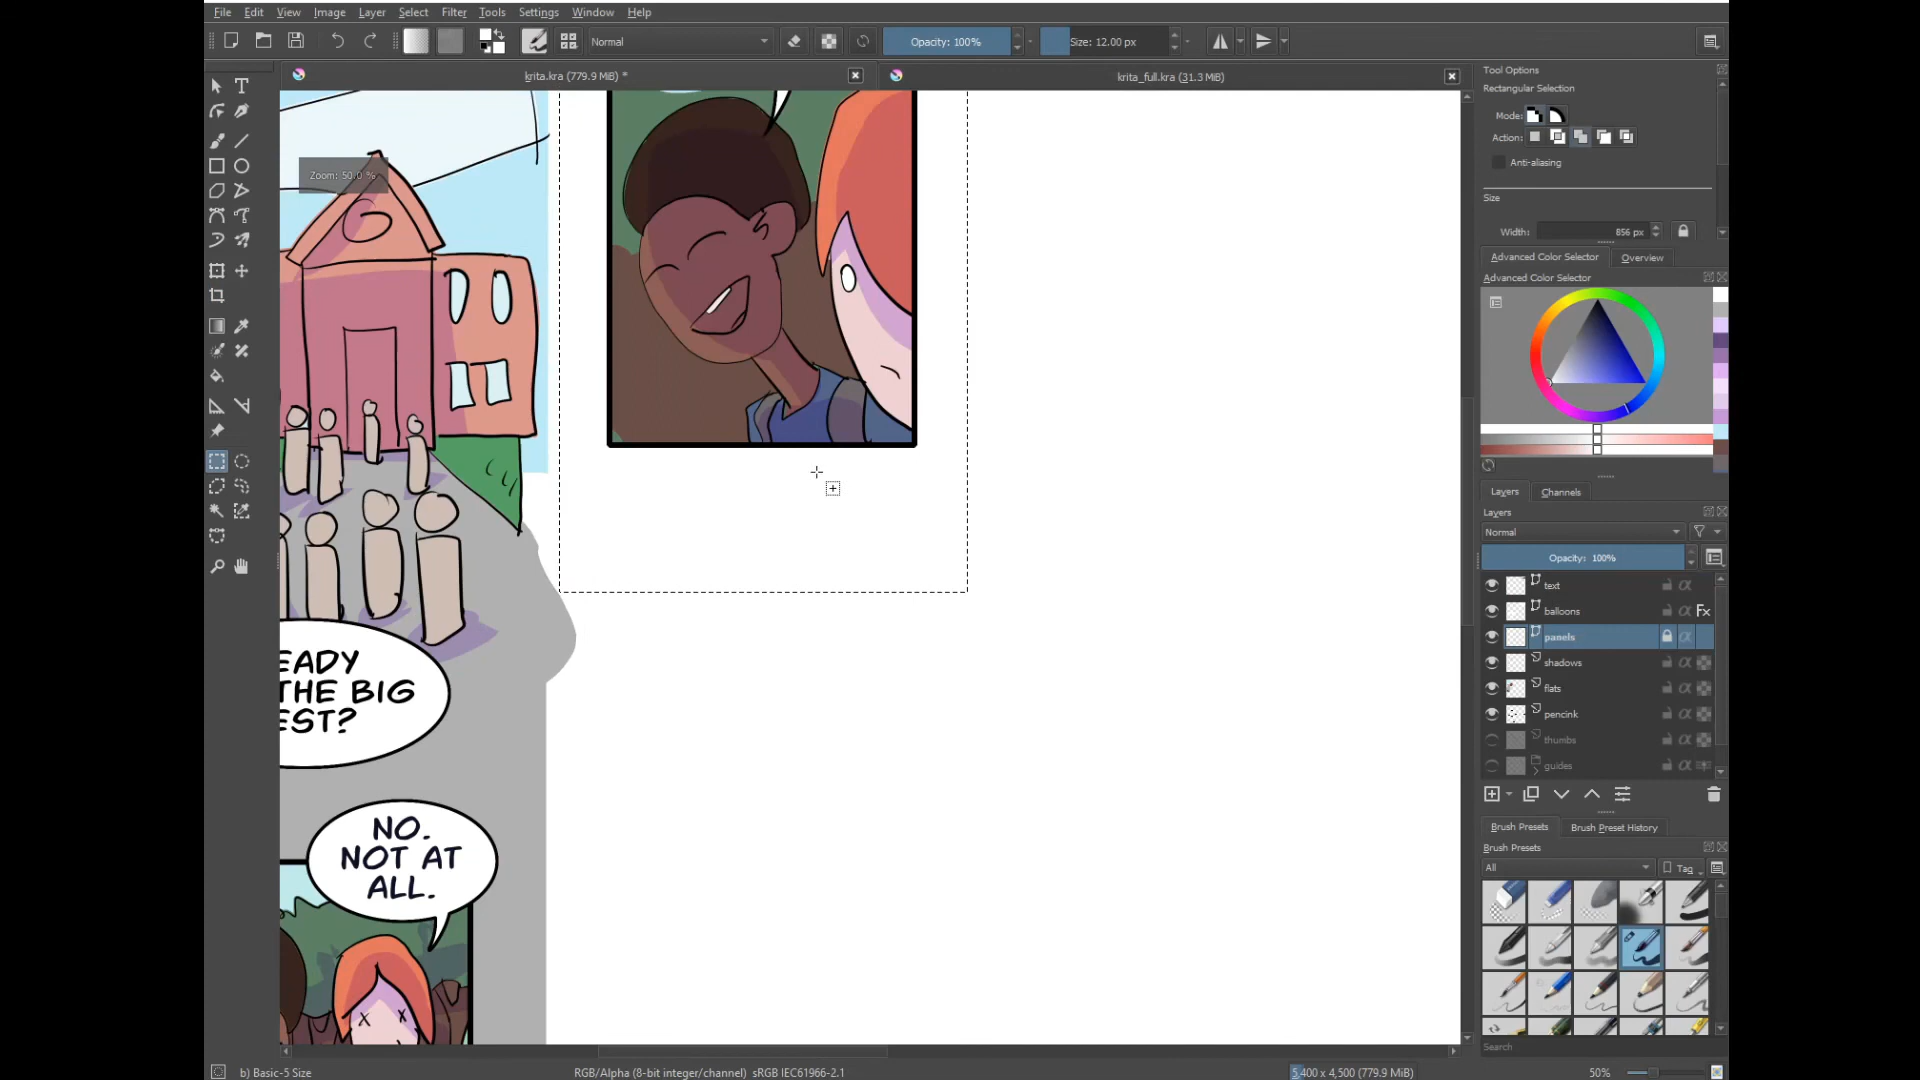 File Edit View Image Layer Select Filter Tools Settings Window Help
Normal Opacity: 100% Size: 12.00 px
krita.kra (779.9 MiB) * krita_full.kra (31.3 MiB)
Zoom: 50.0 %
EADY
THE BIG
EST?
NO.
NOT AT
ALL.
Tool Options
Rectangular Selection
Mode:
Action:
Anti-aliasing
Size
Width: 856 px
Advanced Color Selector Overview
Advanced Color Selector
Layers Channels
Layers
Normal
Opacity: 100%
text
balloons Fx
panels
shadows
flats
pencink
thumbs
guides
Brush Presets Brush Preset History
Brush Presets
All Tag
Search
b) Basic-5 Size RGB/Alpha (8-bit integer/channel) sRGB IEC61966-2.1 5,400 x 4,500 (779.9 MiB) 50%